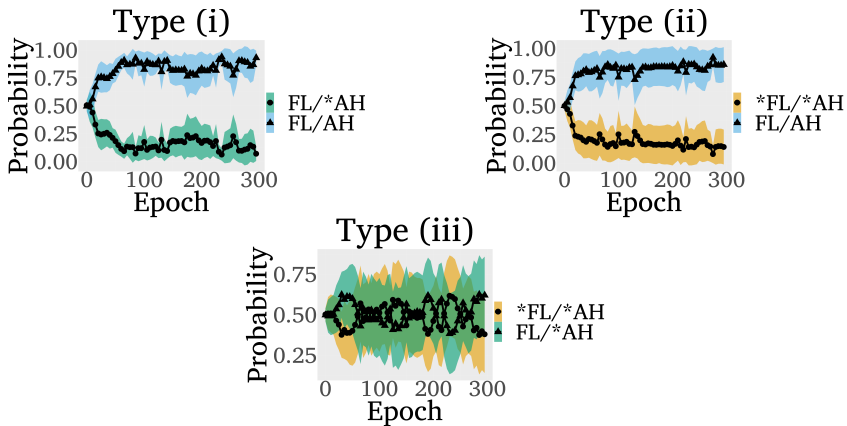 Type (i)
Probability
1.00
0.75
0.50
0.25
0.00
0 100 200 300
Epoch
FL/*AH
FL/AH
Type (ii)
Probability
1.00
0.75
0.50
0.25
0.00
0 100 200 300
Epoch
*FL/*AH
FL/AH
Type (iii)
Probability
0.75
0.50
0.25
0 100 200 300
Epoch
*FL/*AH
FL/*AH